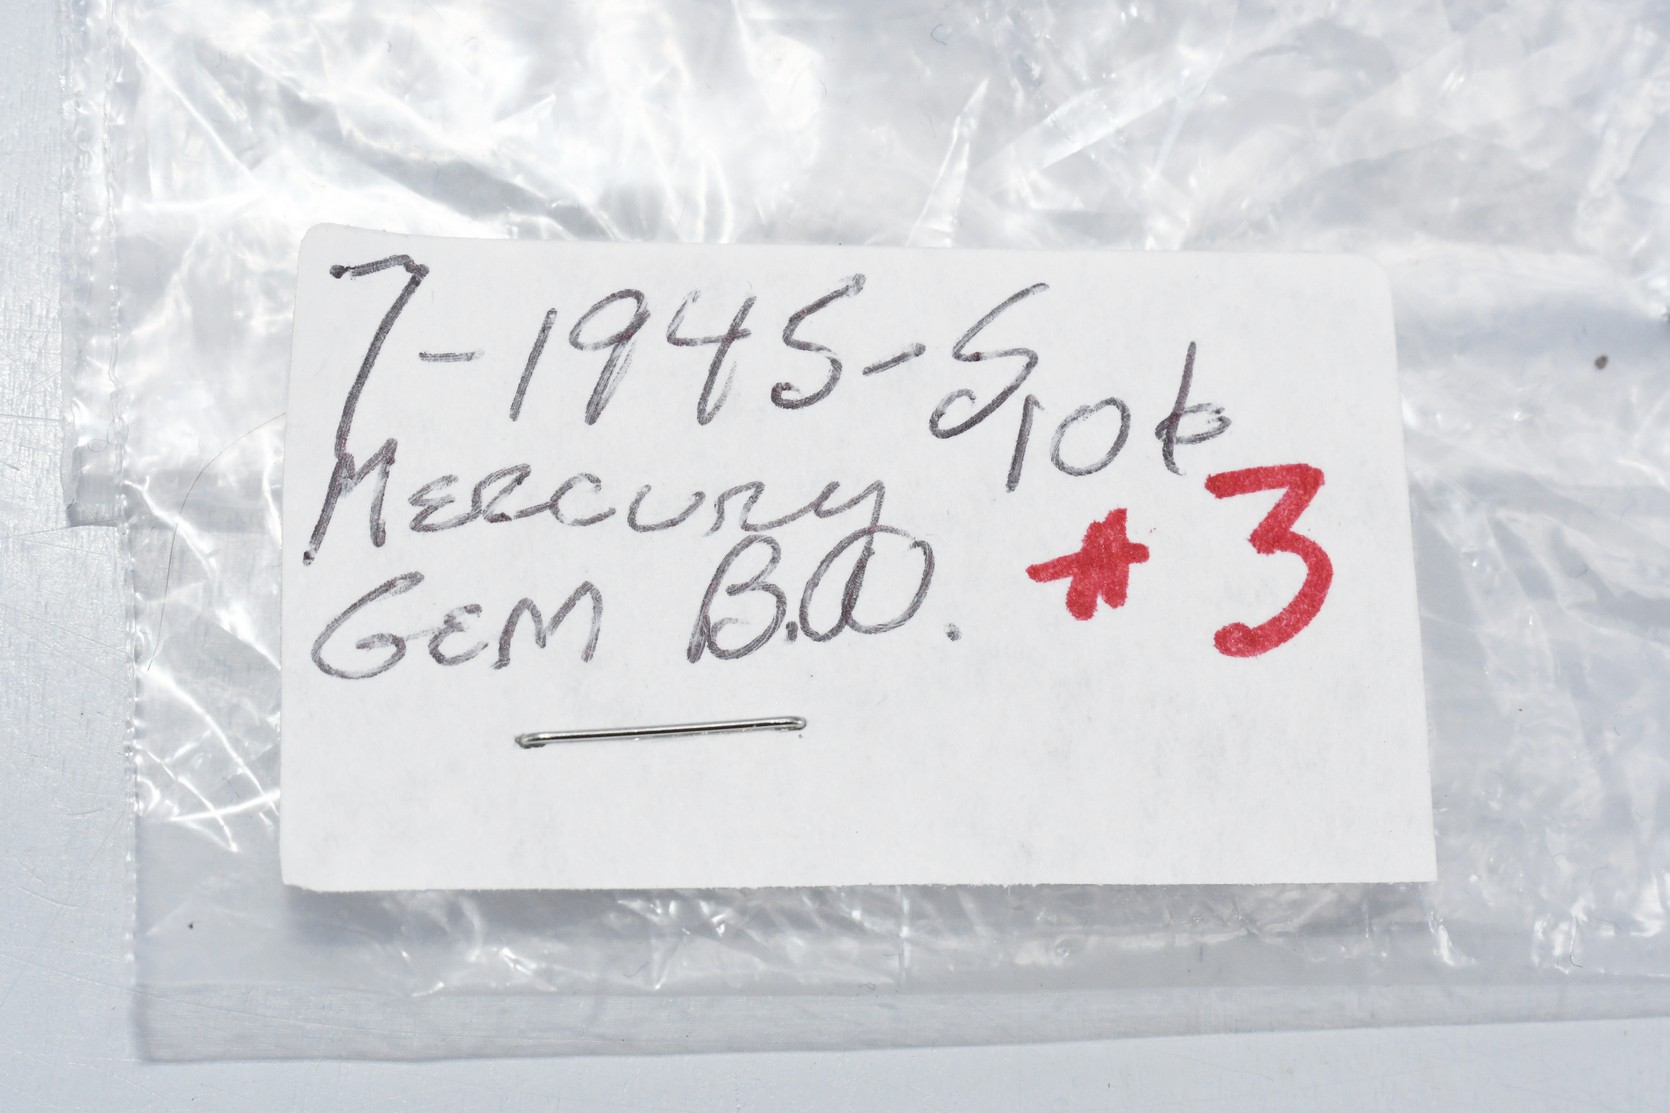 7-1945-S 10¢
MERCURY
GEM B.U. #3